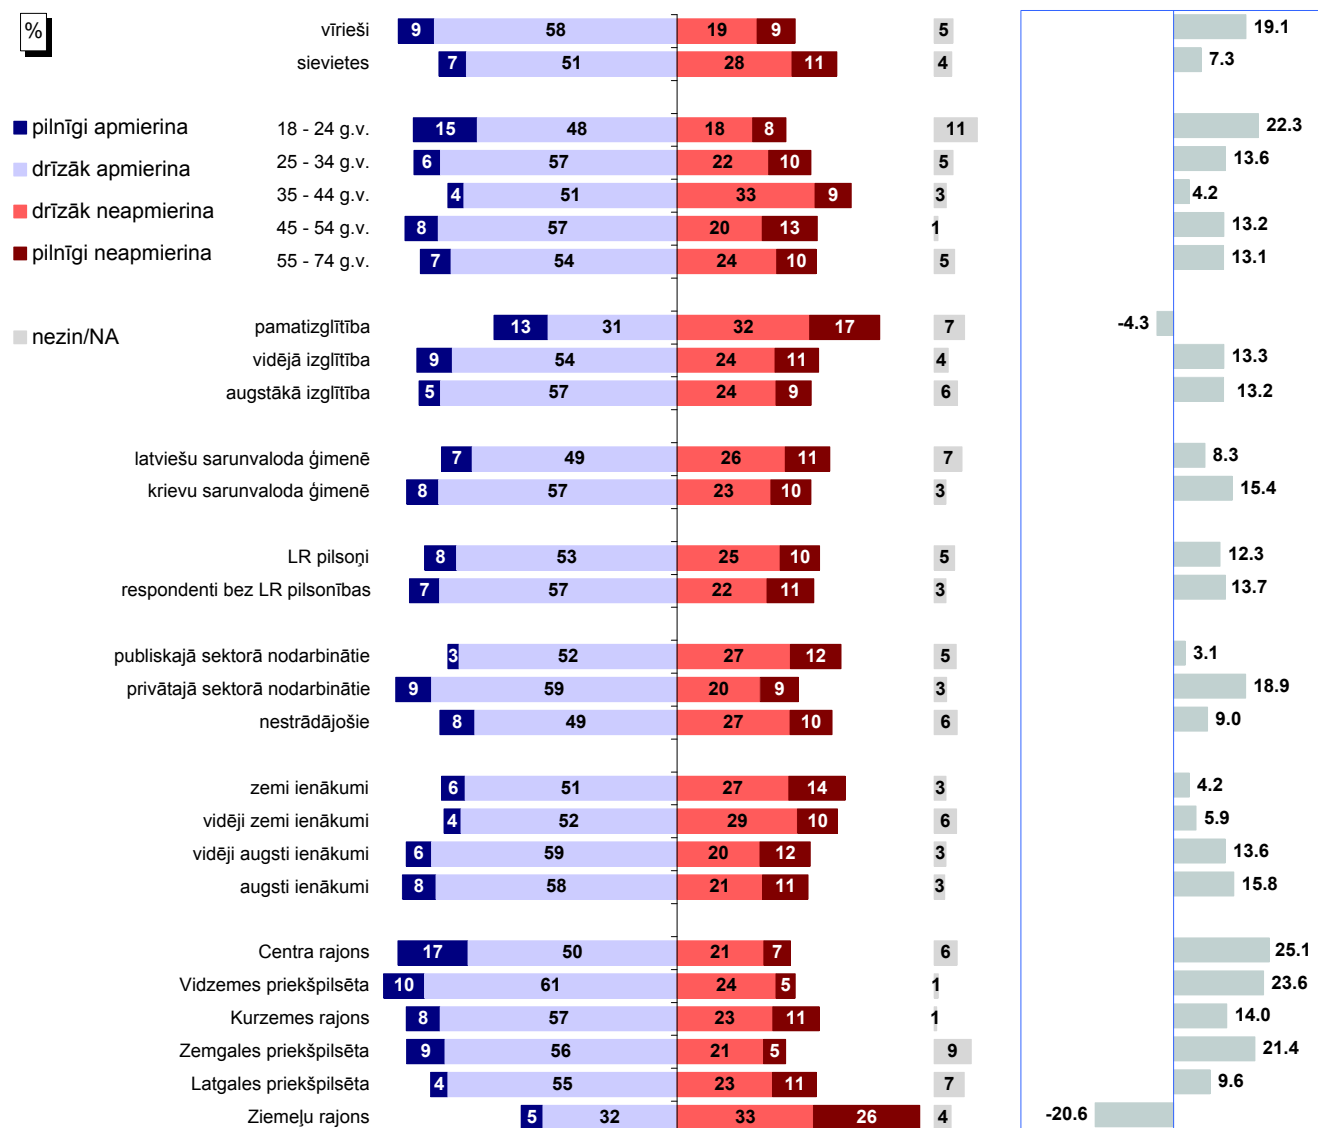 %
vīrieši 9 58 19 9 5 19.1
sievietes 7 51 28 11 4 7.3
pilnīgi apmierina
drīzāk apmierina
drīzāk neapmierina
pilnīgi neapmierina
nezin/NA
18 - 24 g.v. 15 48 18 8 11 22.3
25 - 34 g.v. 6 57 22 10 5 13.6
35 - 44 g.v. 4 51 33 9 3 4.2
45 - 54 g.v. 8 57 20 13 1 13.2
55 - 74 g.v. 7 54 24 10 5 13.1
pamatizglītība 13 31 32 17 7 -4.3
vidējā izglītība 9 54 24 11 4 13.3
augstākā izglītība 5 57 24 9 6 13.2
latviešu sarunvaloda ģimenē 7 49 26 11 7 8.3
krievu sarunvaloda ģimenē 8 57 23 10 3 15.4
LR pilsoņi 8 53 25 10 5 12.3
respondenti bez LR pilsonības 7 57 22 11 3 13.7
publiskajā sektorā nodarbinātie 3 52 27 12 5 3.1
privātajā sektorā nodarbinātie 9 59 20 9 3 18.9
nestrādājošie 8 49 27 10 6 9.0
zemi ienākumi 6 51 27 14 3 4.2
vidēji zemi ienākumi 4 52 29 10 6 5.9
vidēji augsti ienākumi 6 59 20 12 3 13.6
augsti ienākumi 8 58 21 11 3 15.8
Centra rajons 17 50 21 7 6 25.1
Vidzemes priekšpilsēta 10 61 24 5 1 23.6
Kurzemes rajons 8 57 23 11 1 14.0
Zemgales priekšpilsēta 9 56 21 5 9 21.4
Latgales priekšpilsēta 4 55 23 11 7 9.6
Ziemeļu rajons 5 32 33 26 4 -20.6